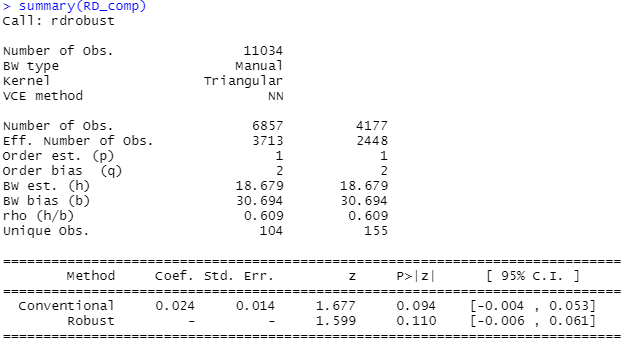 > summary(RD_comp)
Call: rdrobust
Number of Obs. 11034
BW type Manual
Kernel Triangular
VCE method NN
Number of Obs. 6857 4177
Eff. Number of Obs. 3713 2448
Order est. (p) 1 1
Order bias (q) 2 2
BW est. (h) 18.679 18.679
BW bias (b) 30.694 30.694
rho (h/b) 0.609 0.609
Unique Obs. 104 155
=============================================================================
Method Coef. Std. Err. z P>|z| [ 95% C.I. ]
=============================================================================
Conventional 0.024 0.014 1.677 0.094 [-0.004 , 0.053]
Robust - - 1.599 0.110 [-0.006 , 0.061]
=============================================================================